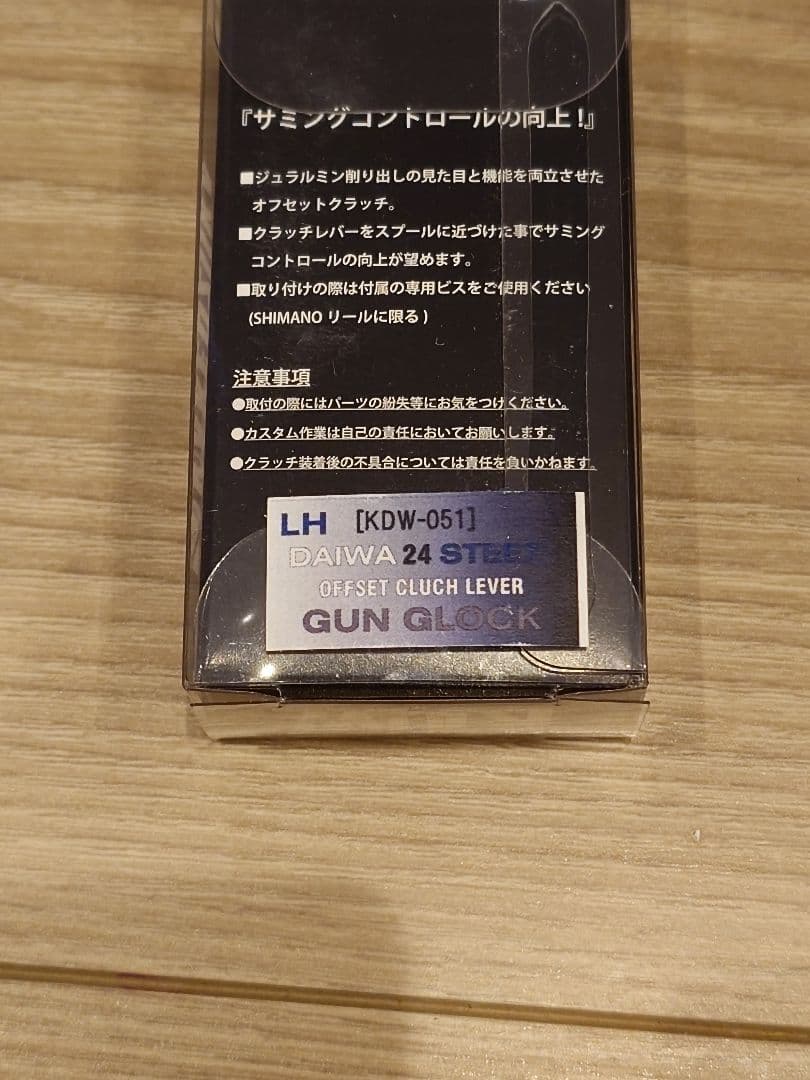 『サミングコントロールの向上!』
■ジュラルミン削り出しの見た目と機能を両立させた
オフセットクラッチ。
■クラッチレバーをスプールに近づけた事でサミング
コントロールの向上が望めます。
■取り付けの際は付属の専用ビスをご使用ください
(SHIMANO リールに限る)
注意事項
●取付の際にはパーツの紛失等にお気をつけください。
●カスタム作業は自己の責任においてお願いします。
●クラッチ装着後の不具合については責任を負いかねます。
LH [KDW-051]
DAIWA 24 STEEZ
OFFSET CLUCH LEVER
GUN GLOCK